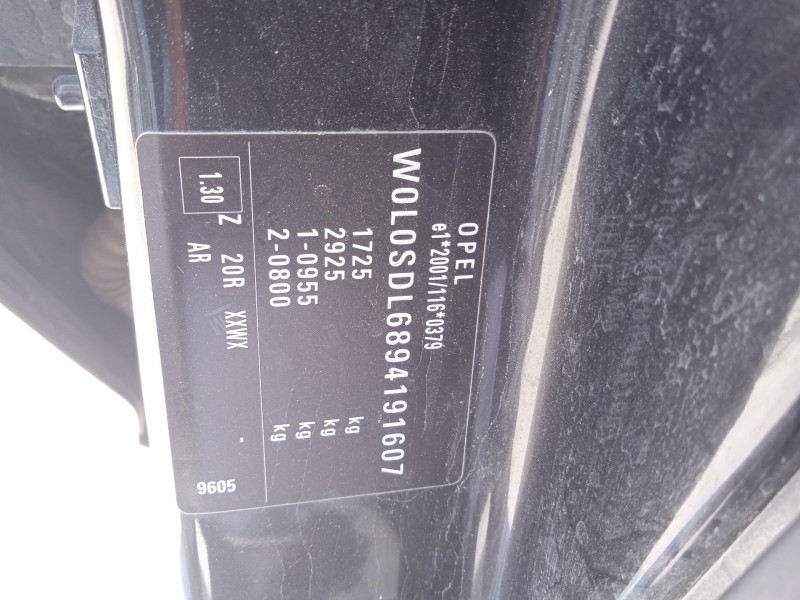 OPEL
e1*2001/116*0379
W0L0SDL6894191607
1725 kg
2925 kg
1-0955 kg
2-0800 kg
1.30 Z 20R XXWX -
AR
9605